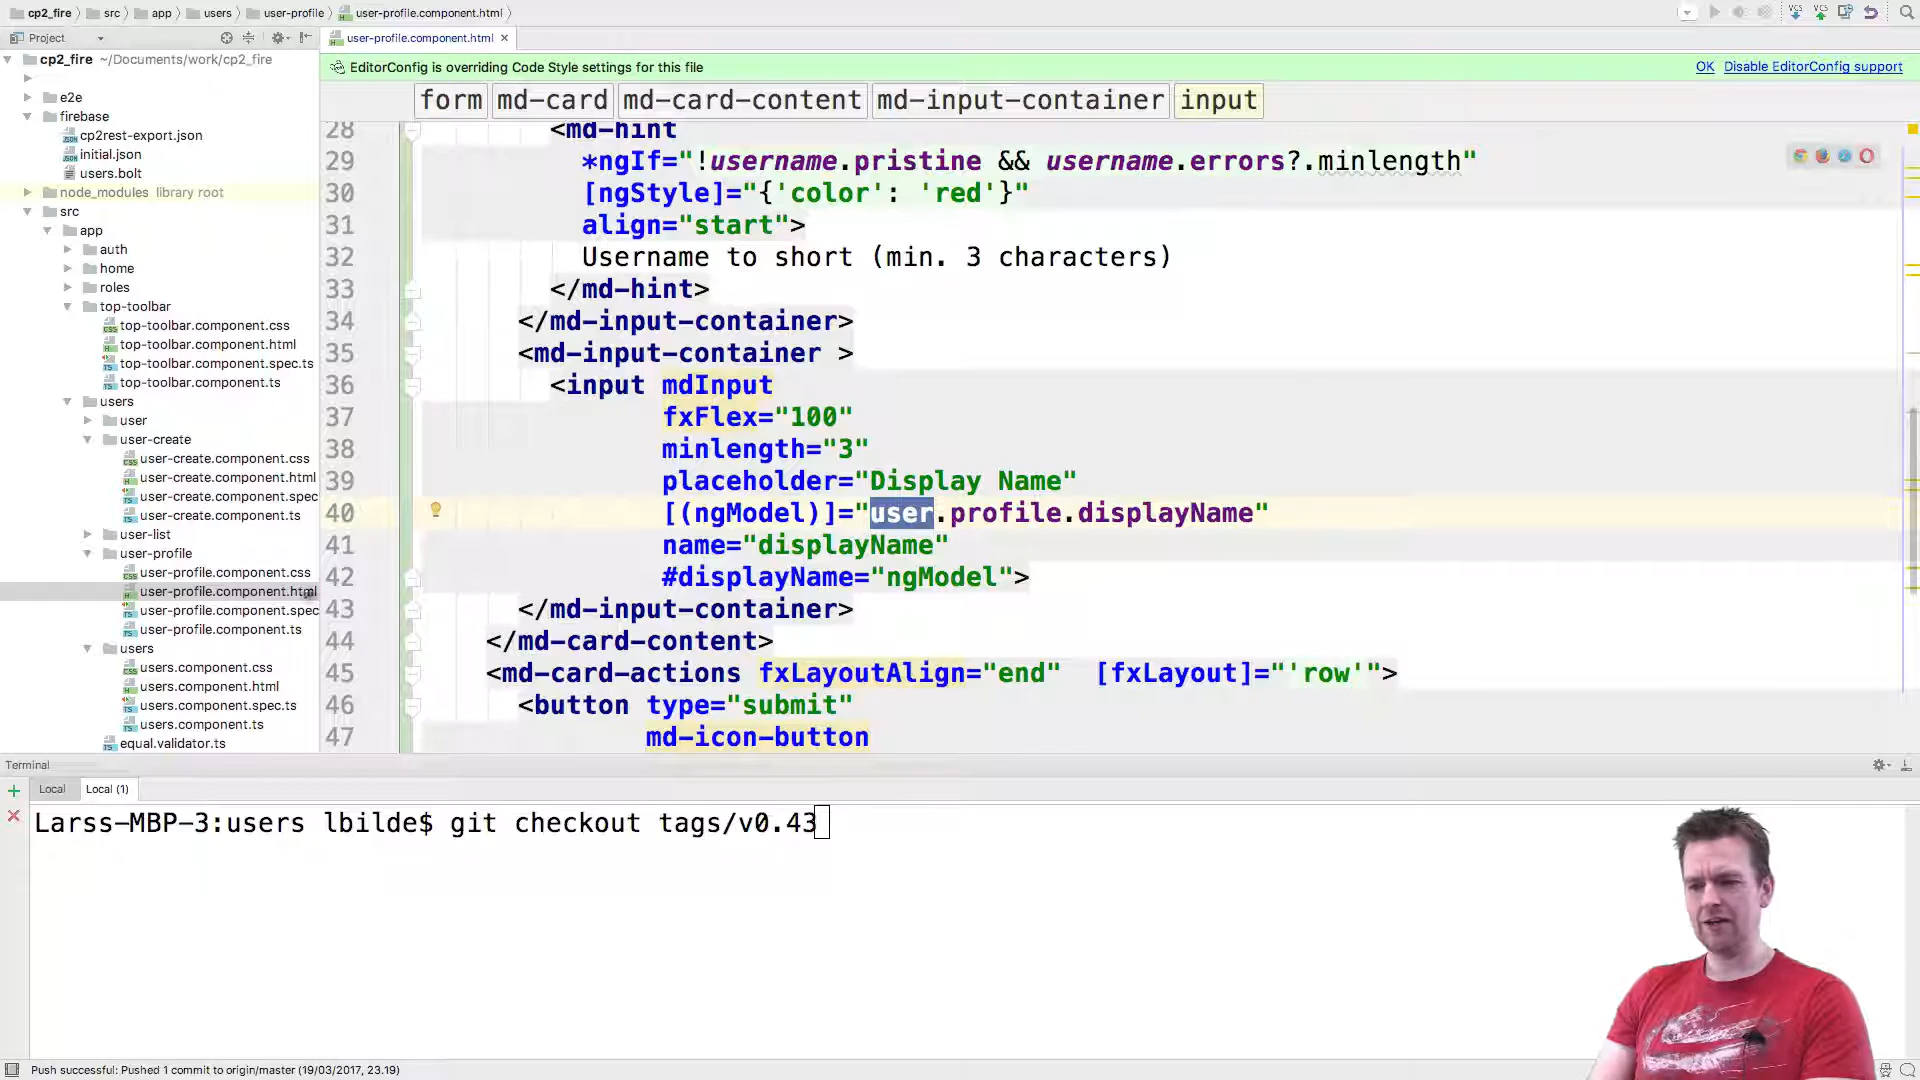 cp2_fire src app users user-profile user-profile.component.html
Project
user-profile.component.html
cp2_fire ~/Documents/work/cp2_fire
e2e
firebase
cp2rest-export.json
initial.json
users.bolt
node_modules library root
src
app
auth
home
roles
top-toolbar
top-toolbar.component.css
top-toolbar.component.html
top-toolbar.component.spec.ts
top-toolbar.component.ts
users
user
user-create
user-create.component.css
user-create.component.html
user-create.component.spec
user-create.component.ts
user-list
user-profile
user-profile.component.css
user-profile.component.html
user-profile.component.spec
user-profile.component.ts
users
users.component.css
users.component.html
users.component.spec.ts
users.component.ts
equal.validator.ts
EditorConfig is overriding Code Style settings for this file OK Disable EditorConfig support
form md-card md-card-content md-input-container input
28 <md-hint
29 *ngIf="!username.pristine && username.errors?.minlength"
30 [ngStyle]="{'color': 'red'}"
31 align="start">
32 Username to short (min. 3 characters)
33 </md-hint>
34 </md-input-container>
35 <md-input-container >
36 <input mdInput
37 fxFlex="100"
38 minlength="3"
39 placeholder="Display Name"
40 [(ngModel)]="user.profile.displayName"
41 name="displayName"
42 #displayName="ngModel">
43 </md-input-container>
44 </md-card-content>
45 <md-card-actions fxLayoutAlign="end" [fxLayout]="'row'">
46 <button type="submit"
47 md-icon-button
Terminal
Local Local (1)
Larss-MBP-3:users lbilde$ git checkout tags/v0.43
Push successful: Pushed 1 commit to origin/master (19/03/2017, 23.19)
VCS VCS